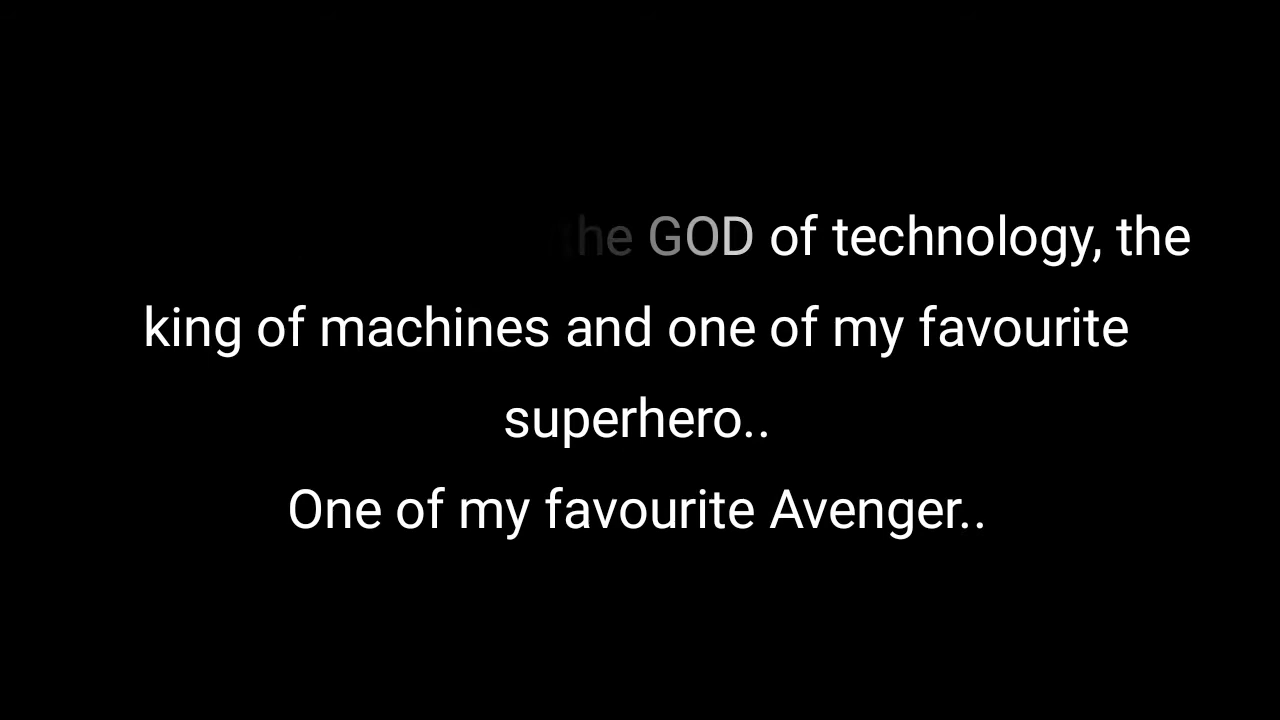 the GOD of technology, the
king of machines and one of my favourite
superhero..
One of my favourite Avenger..